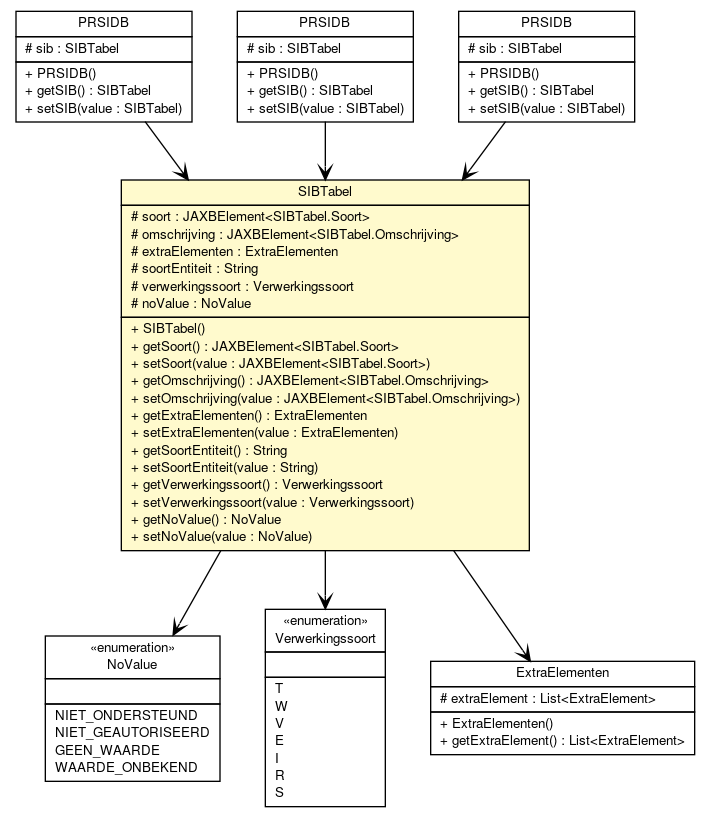 PRSIDB
# sib : SIBTabel
+ PRSIDB()
+ getSIB() : SIBTabel
+ setSIB(value : SIBTabel)
PRSIDB
# sib : SIBTabel
+ PRSIDB()
+ getSIB() : SIBTabel
+ setSIB(value : SIBTabel)
PRSIDB
# sib : SIBTabel
+ PRSIDB()
+ getSIB() : SIBTabel
+ setSIB(value : SIBTabel)
SIBTabel
# soort : JAXBElement<SIBTabel.Soort>
# omschrijving : JAXBElement<SIBTabel.Omschrijving>
# extraElementen : ExtraElementen
# soortEntiteit : String
# verwerkingssoort : Verwerkingssoort
# noValue : NoValue
+ SIBTabel()
+ getSoort() : JAXBElement<SIBTabel.Soort>
+ setSoort(value : JAXBElement<SIBTabel.Soort>)
+ getOmschrijving() : JAXBElement<SIBTabel.Omschrijving>
+ setOmschrijving(value : JAXBElement<SIBTabel.Omschrijving>)
+ getExtraElementen() : ExtraElementen
+ setExtraElementen(value : ExtraElementen)
+ getSoortEntiteit() : String
+ setSoortEntiteit(value : String)
+ getVerwerkingssoort() : Verwerkingssoort
+ setVerwerkingssoort(value : Verwerkingssoort)
+ getNoValue() : NoValue
+ setNoValue(value : NoValue)
«enumeration»
NoValue
NIET_ONDERSTEUND
NIET_GEAUTORISEERD
GEEN_WAARDE
WAARDE_ONBEKEND
«enumeration»
Verwerkingssoort
T
W
V
E
I
R
S
ExtraElementen
# extraElement : List<ExtraElement>
+ ExtraElementen()
+ getExtraElement() : List<ExtraElement>